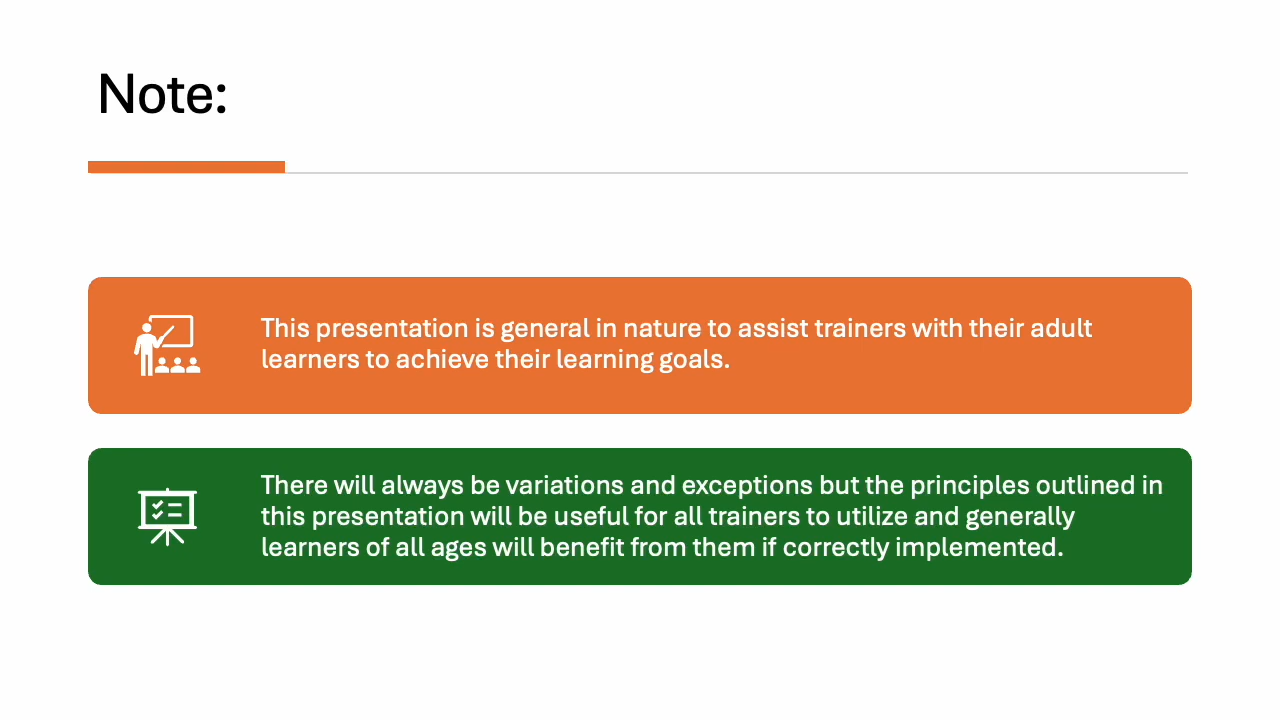 Note:
This presentation is general in nature to assist trainers with their adult
learners to achieve their learning goals.
There will always be variations and exceptions but the principles outlined in
this presentation will be useful for all trainers to utilize and generally
learners of all ages will benefit from them if correctly implemented.